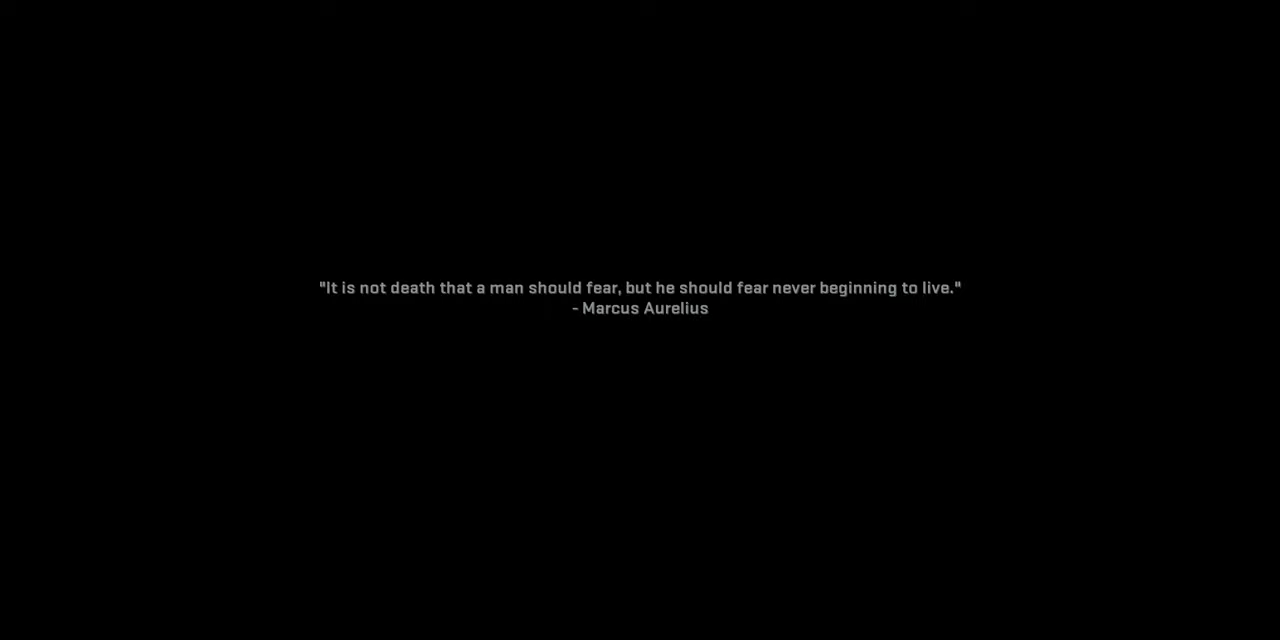 "It is not death that a man should fear, but he should fear never beginning to live."
- Marcus Aurelius